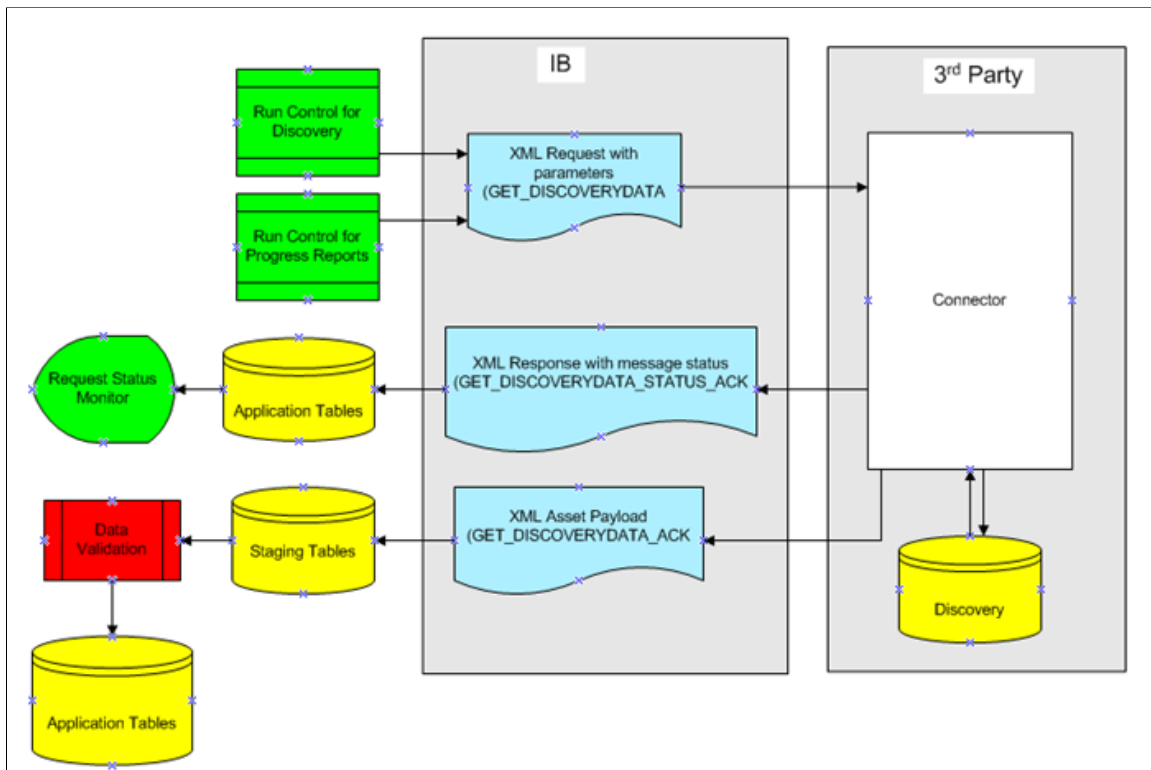 IB
3rd Party
Run Control for
Discovery
XML Request with
parameters
(GET_DISCOVERYDATA
Run Control for
Progress Reports
Connector
XML Response with message status
(GET_DISCOVERYDATA_STATUS_ACK
Request Status
Monitor
Application Tables
XML Asset Payload
(GET_DISCOVERYDATA_ACK
Data
Validation
Staging Tables
Discovery
Application Tables